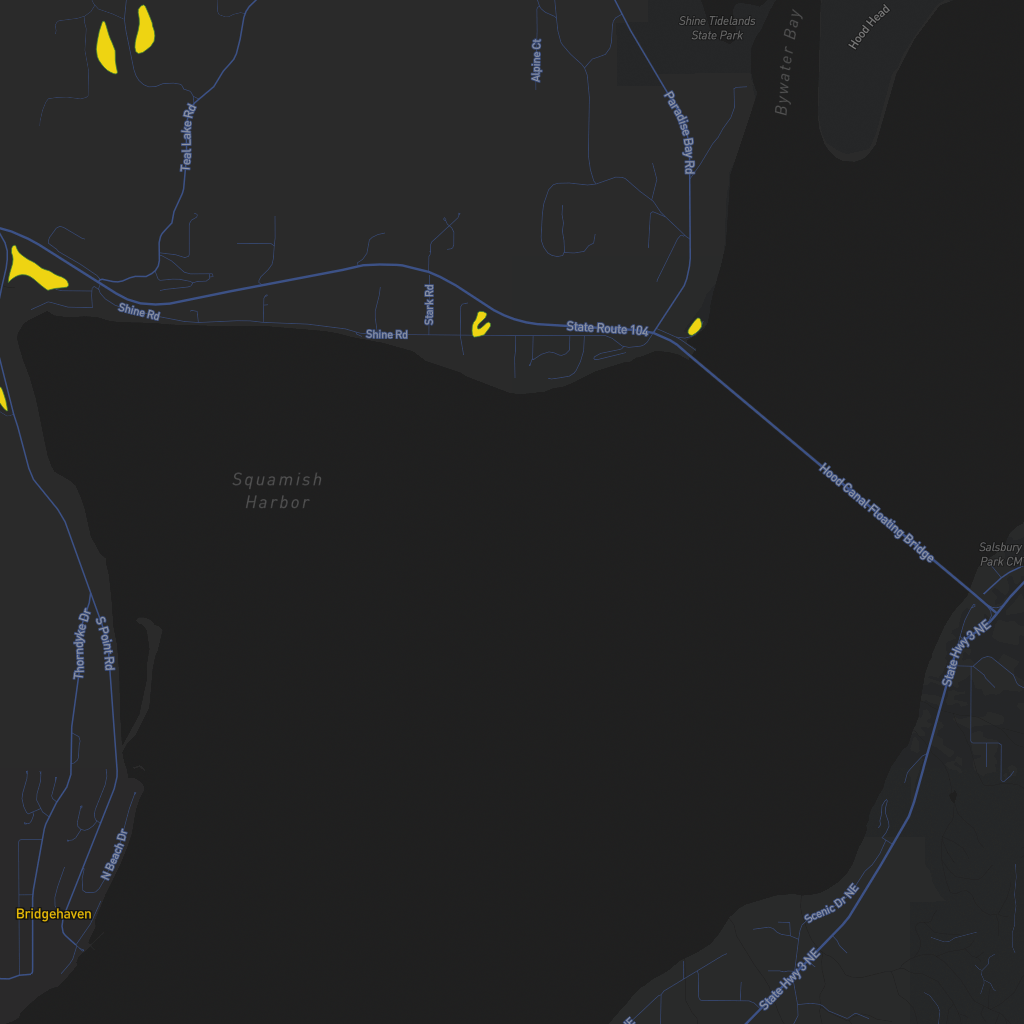 Shine Tidelands
State Park
Hood Head
Bywater Bay
Alpine Ct
Paradise Bay Rd
Teal Lake Rd
Stark Rd
Shine Rd
Shine Rd
State Route 104
Squamish
Harbor
Hood Canal Floating Bridge
Salsbury
Park CM
State Hwy 3 NE
Thorndyke Dr
S Point Rd
N Beach Dr
Bridgehaven
Scenic Dr NE
State Hwy 3 NE